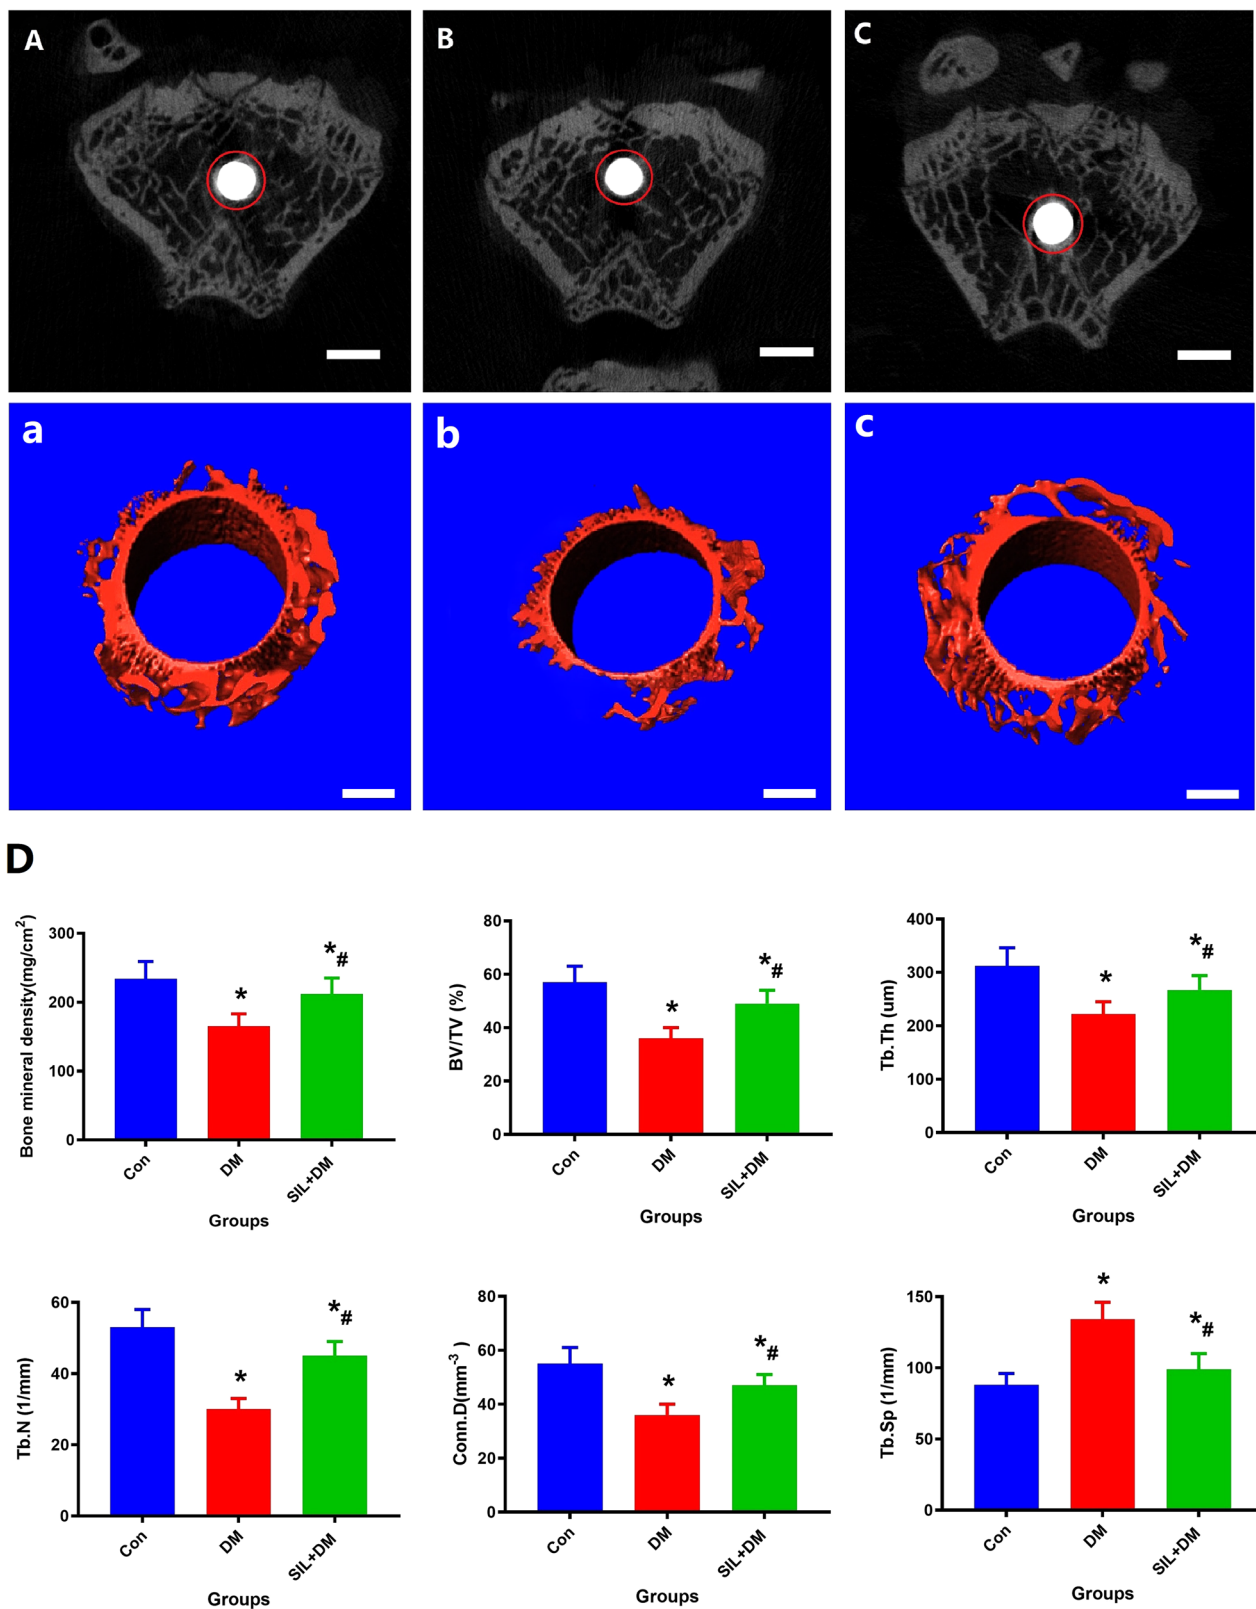 A
B
C
a
b
c
D
Bone mineral density(mg/cm²)
300
200
100
0
*
*#
Con
DM
SIL+DM
Groups
BV/TV (%)
80
60
40
20
0
*
*#
Con
DM
SIL+DM
Groups
Tb.Th (um)
400
300
200
100
0
*
*#
Con
DM
SIL+DM
Groups
Tb.N (1/mm)
60
40
20
0
*
*#
Con
DM
SIL+DM
Groups
Conn.D(mm⁻³ )
80
60
40
20
0
*
*#
Con
DM
SIL+DM
Groups
Tb.Sp (1/mm)
150
100
50
0
*
*#
Con
DM
SIL+DM
Groups